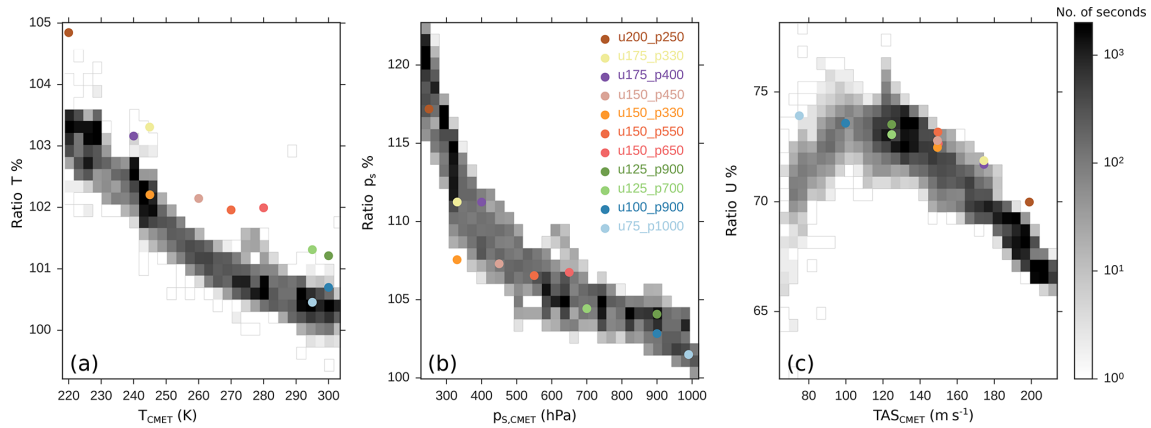 No. of seconds
105
104
103
102
101
100
Ratio T %
220 230 240 250 260 270 280 290 300
T_CMET (K)
(a)
120
115
110
105
100
Ratio p_s %
300 400 500 600 700 800 900 1000
p_S,CMET (hPa)
(b)
u200_p250
u175_p330
u175_p400
u150_p450
u150_p330
u150_p550
u150_p650
u125_p900
u125_p700
u100_p900
u75_p1000
75
70
65
Ratio U %
80 100 120 140 160 180 200
TAS_CMET (m s⁻¹)
(c)
10³
10²
10¹
10⁰